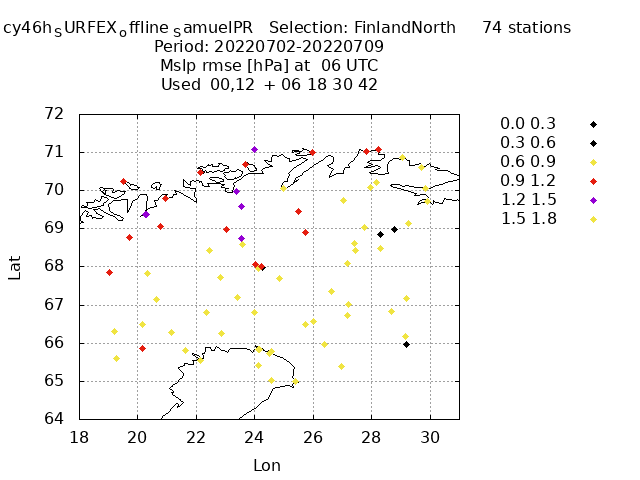 cy46h_SURFEX_offline_SamuelPR Selection: FinlandNorth 74 stations
Period: 20220702-20220709
Mslp rmse [hPa] at 06 UTC
Used 00,12 + 06 18 30 42
72
71
70
69
68
67
66
65
64
18 20 22 24 26 28 30
Lat
Lon
0.0 0.3
0.3 0.6
0.6 0.9
0.9 1.2
1.2 1.5
1.5 1.8